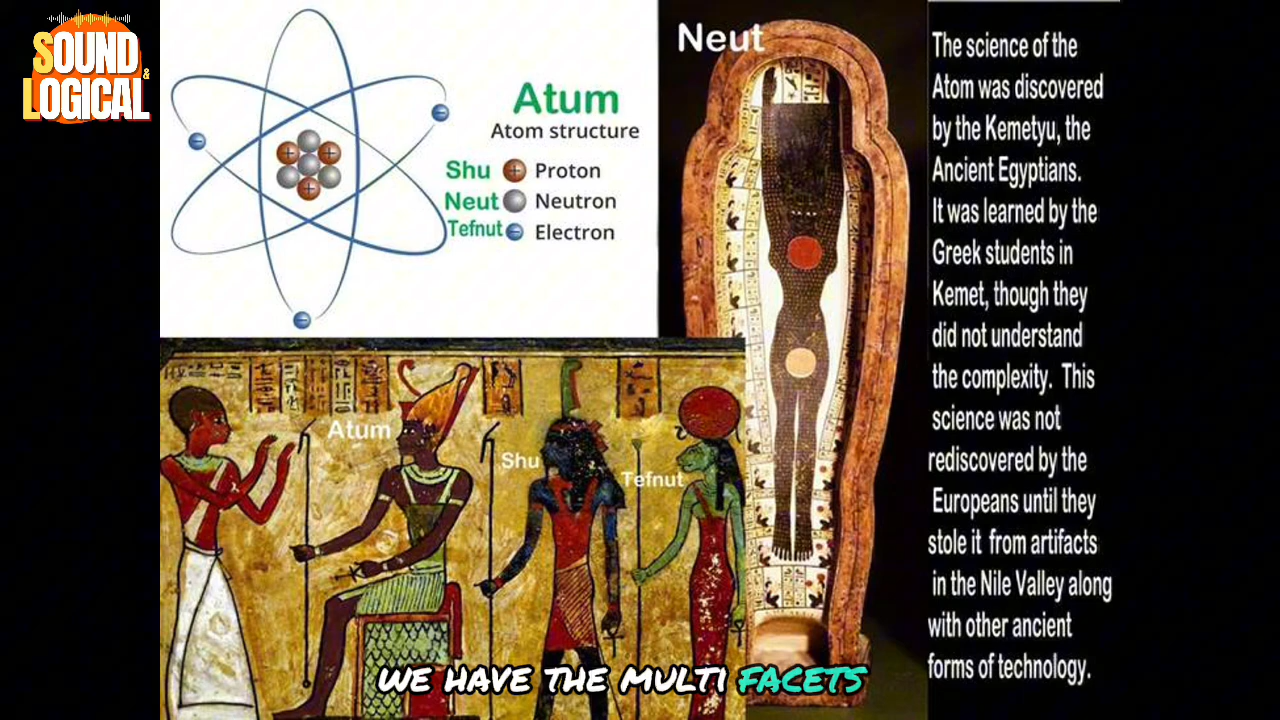 SOUND
&
LOGICAL
Atum
Atom structure
Shu Proton
Neut Neutron
Tefnut Electron
Neut
The science of the
Atom was discovered
by the Kemetyu, the
Ancient Egyptians.
It was learned by the
Greek students in
Kemet, though they
did not understand
the complexity. This
science was not
rediscovered by the
Europeans until they
stole it from artifacts
in the Nile Valley along
with other ancient
forms of technology.
Atum
Shu
Tefnut
WE HAVE THE MULTI FACETS